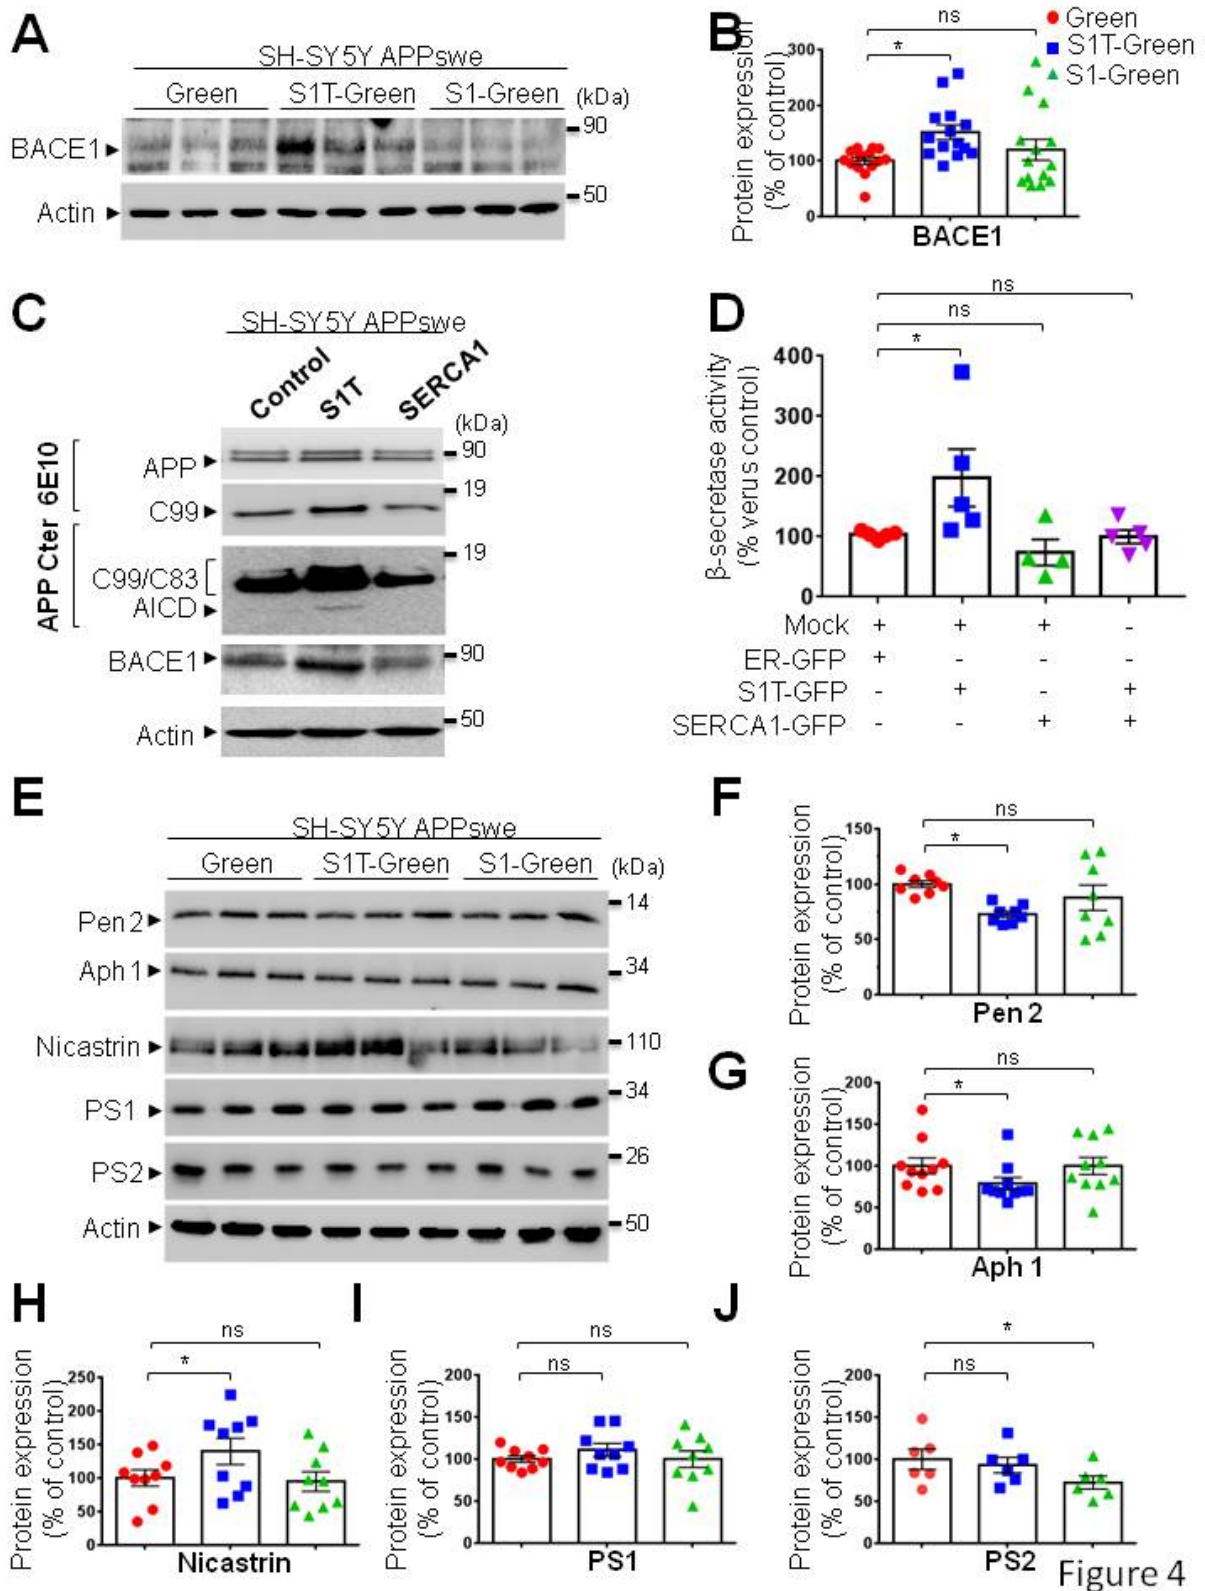 A
SH-SY5Y APPswe
Green S1T-Green S1-Green (kDa)
BACE1
90
Actin
50
B
ns
*
Green
S1T-Green
S1-Green
Protein expression
(% of control)
300
200
100
0
BACE1
C
SH-SY5Y APPswe
Control S1T SERCA1
(kDa)
6E10
APP
90
C99
19
APP Cter
C99/C83
19
AICD
BACE1
90
Actin
50
D
ns
ns
*
β-secretase activity
(% verus control)
400
300
200
100
0
Mock + + + -
ER-GFP + - - -
S1T-GFP - + - +
SERCA1-GFP - - + +
E
SH-SY5Y APPswe
Green S1T-Green S1-Green (kDa)
Pen 2
14
Aph 1
34
Nicastrin
110
PS1
34
PS2
26
Actin
50
F
ns
*
Protein expression
(% of control)
150
100
50
0
Pen 2
G
ns
*
Protein expression
(% of control)
200
150
100
50
0
Aph 1
H
ns
*
Protein expression
(% of control)
250
200
150
100
50
0
Nicastrin
I
ns
ns
Protein expression
(% of control)
200
150
100
50
0
PS1
J
*
ns
Protein expression
(% of control)
200
150
100
50
0
PS2
Figure 4